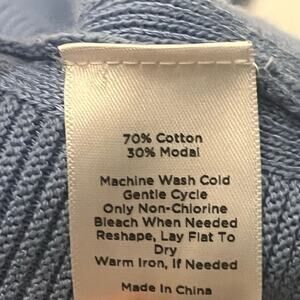 70% Cotton
30% Modal
Machine Wash Cold
Gentle Cycle
Only Non-Chlorine
Bleach When Needed
Reshape, Lay Flat To
Dry
Warm Iron, If Needed
Made in China